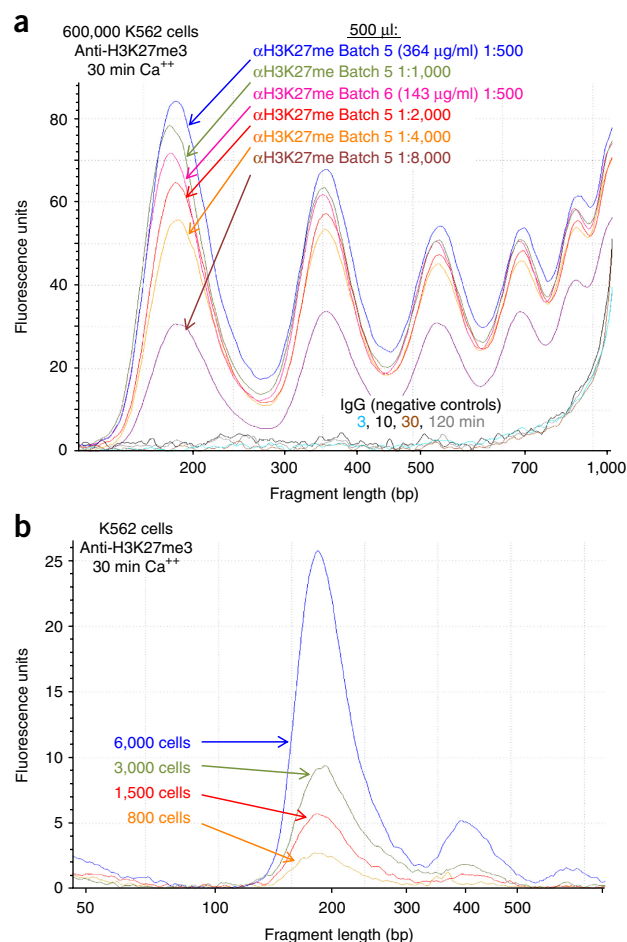 a
600,000 K562 cells
Anti-H3K27me3
30 min Ca++
500 µl:
αH3K27me Batch 5 (364 µg/ml) 1:500
αH3K27me Batch 5 1:1,000
αH3K27me Batch 6 (143 µg/ml) 1:500
αH3K27me Batch 5 1:2,000
αH3K27me Batch 5 1:4,000
αH3K27me Batch 5 1:8,000
Fluorescence units
80
60
40
20
0
IgG (negative controls)
3, 10, 30, 120 min
200 300 400 500 700 1,000
Fragment length (bp)
b
K562 cells
Anti-H3K27me3
30 min Ca++
Fluorescence units
25
20
15
10
5
0
6,000 cells
3,000 cells
1,500 cells
800 cells
50 100 200 400 500
Fragment length (bp)